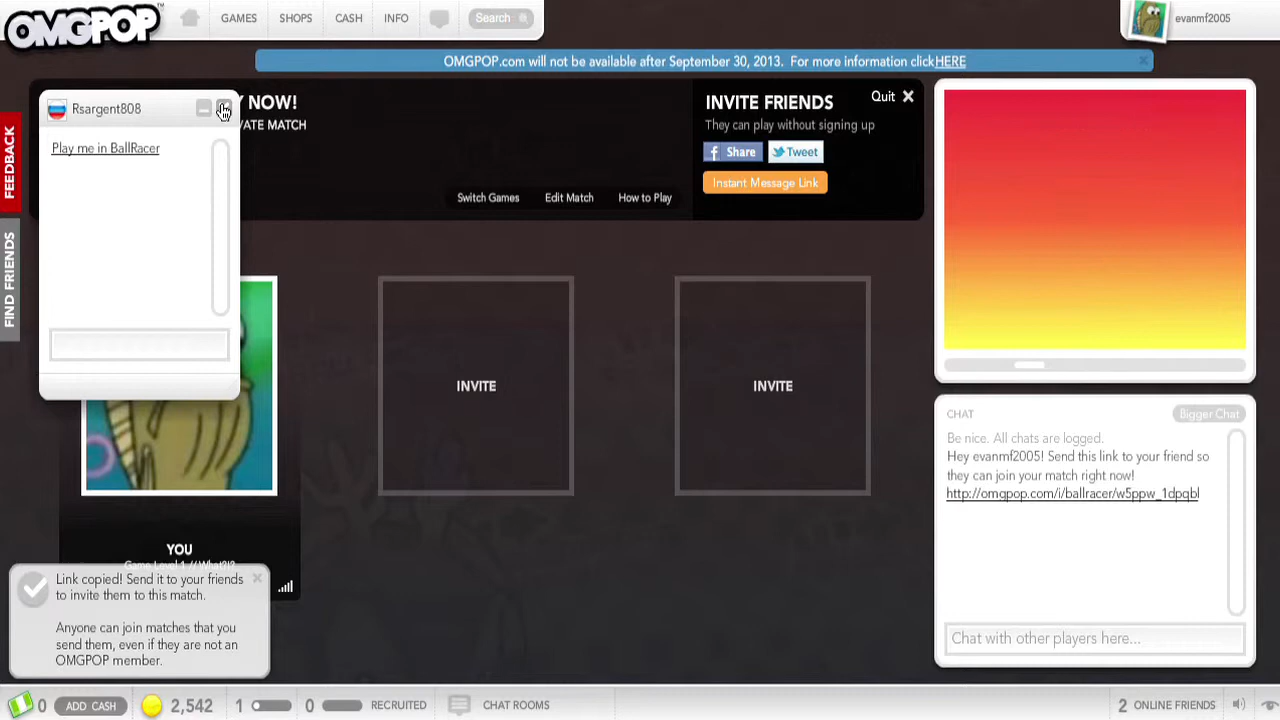 OMGPOP™
GAMES
SHOPS
CASH
INFO
Search
evanmf2005
OMGPOP.com will not be available after September 30, 2013. For more information click HERE
FEEDBACK
FIND FRIENDS
Rsargent808
Play me in BallRacer
Y NOW!
VATE MATCH
Switch Games
Edit Match
How to Play
INVITE FRIENDS
Quit
They can play without signing up
f Share
Tweet
Instant Message Link
INVITE
INVITE
YOU
Game Level 1 // What?!?
Link copied! Send it to your friends
to invite them to this match.
Anyone can join matches that you
send them, even if they are not an
OMGPOP member.
CHAT
Bigger Chat
Be nice. All chats are logged.
Hey evanmf2005! Send this link to your friend so
they can join your match right now!
http://omgpop.com/i/ballracer/w5ppw_1dpqbl
Chat with other players here...
0
ADD CASH
2,542
1
0
RECRUITED
CHAT ROOMS
2 ONLINE FRIENDS